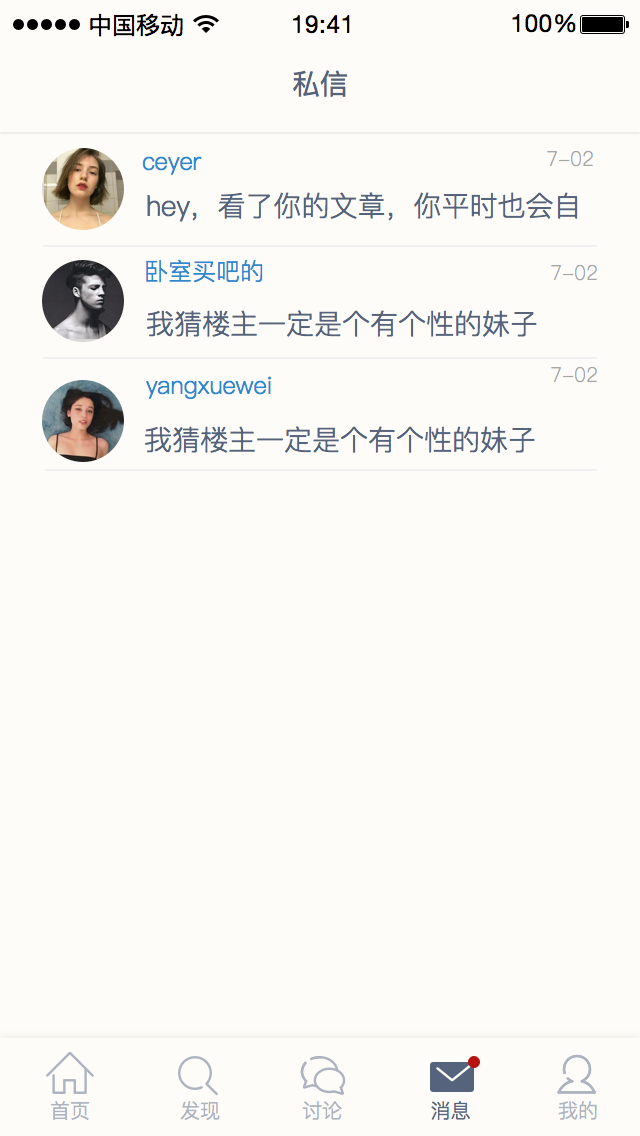 中国移动 19:41 100%
私信
ceyer 7-02
hey，看了你的文章，你平时也会自
卧室买吧的 7-02
我猜楼主一定是个有个性的妹子
yangxuewei 7-02
我猜楼主一定是个有个性的妹子
首页 发现 讨论 消息 我的